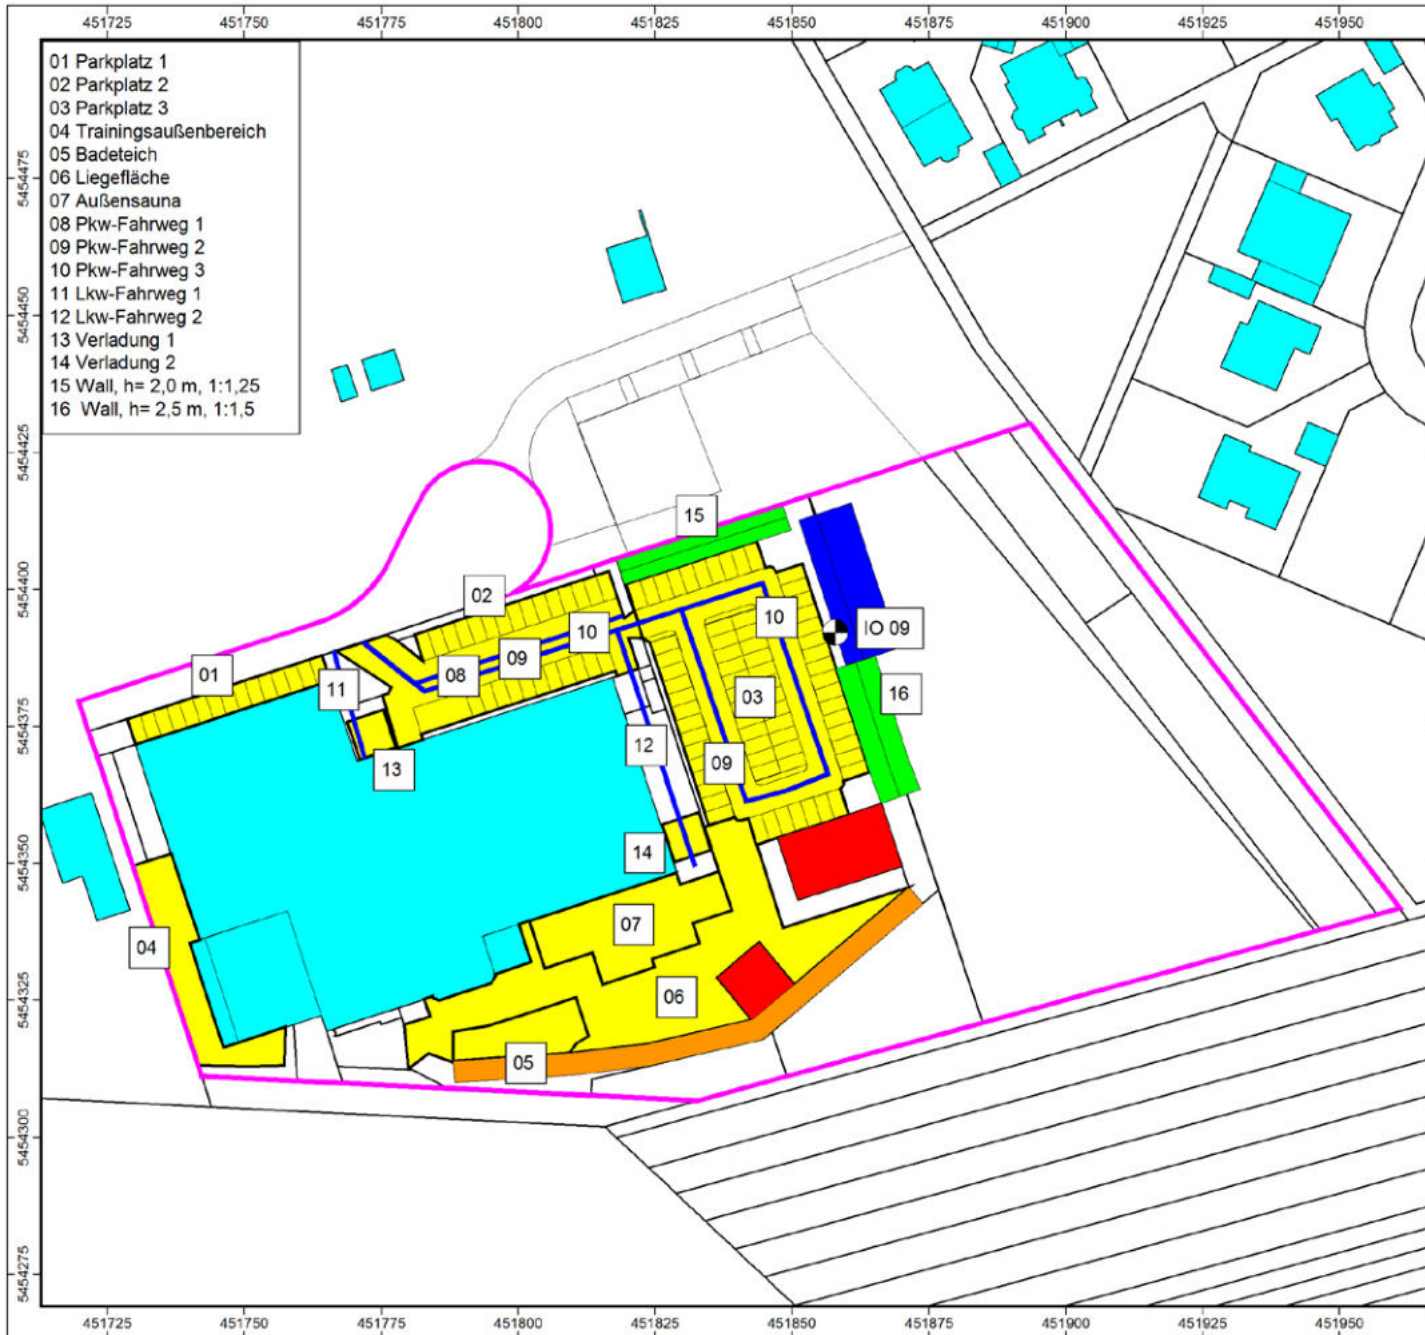 451725 451750 451775 451800 451825 451850 451875 451900 451925 451950
01 Parkplatz 1
02 Parkplatz 2
03 Parkplatz 3
04 Trainingsaußenbereich
05 Badeteich
06 Liegefläche
07 Außensauna
08 Pkw-Fahrweg 1
09 Pkw-Fahrweg 2
10 Pkw-Fahrweg 3
11 Lkw-Fahrweg 1
12 Lkw-Fahrweg 2
13 Verladung 1
14 Verladung 2
15 Wall, h= 2,0 m, 1:1,25
16 Wall, h= 2,5 m, 1:1,5
5454475
5454450
5454425
5454400
5454375
5454350
5454325
5454300
5454275
15
02
10
10
IO 09
09
01
08
11
03
16
12
09
13
14
07
04
06
05
451725 451750 451775 451800 451825 451850 451875 451900 451925 451950